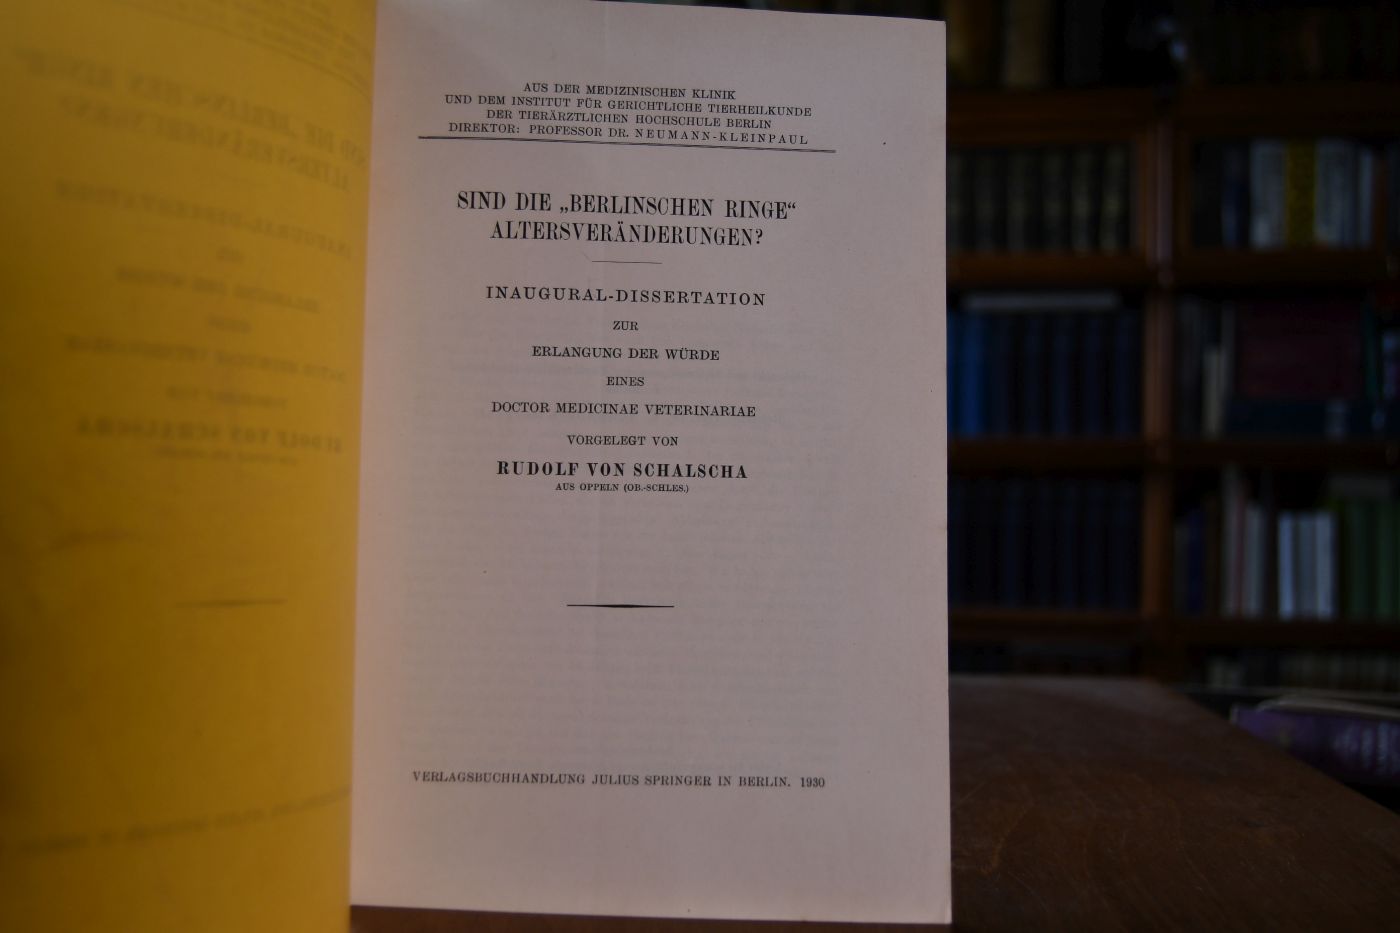 AUS DER MEDIZINISCHEN KLINIK
UND DEM INSTITUT FÜR GERICHTLICHE TIERHEILKUNDE
DER TIERÄRZTLICHEN HOCHSCHULE BERLIN
DIREKTOR: PROFESSOR DR. NEUMANN-KLEINPAUL
SIND DIE „BERLINSCHEN RINGE“
ALTERSVERÄNDERUNGEN?
INAUGURAL-DISSERTATION
ZUR
ERLANGUNG DER WÜRDE
EINES
DOCTOR MEDICINAE VETERINARIAE
VORGELEGT VON
RUDOLF VON SCHALSCHA
AUS OPPELN (OB.-SCHLES.)
VERLAGSBUCHHANDLUNG JULIUS SPRINGER IN BERLIN. 1930